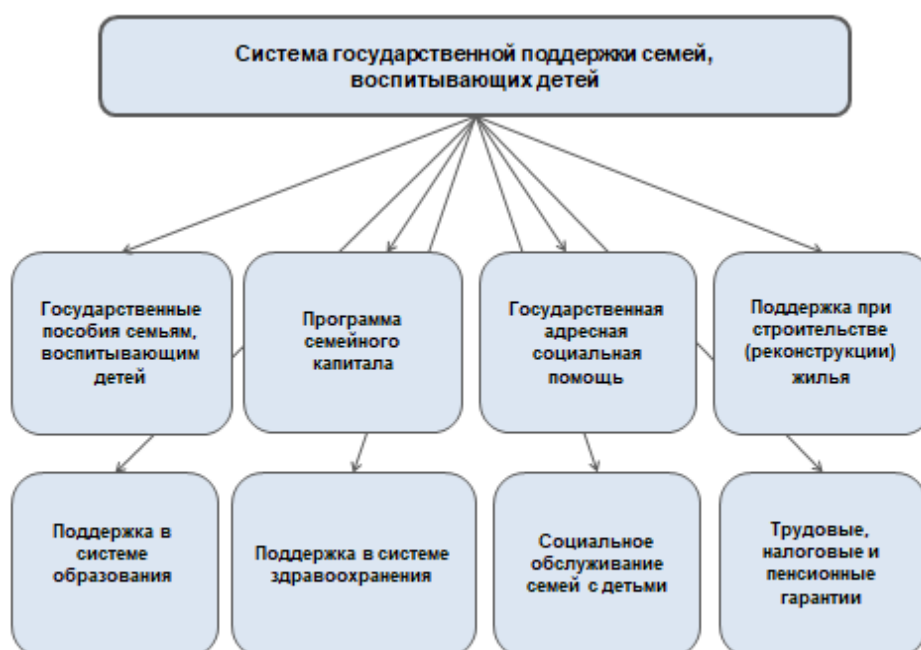 Система государственной поддержки семей,
воспитывающих детей
Государственные
пособия семьям,
воспитывающим
детей
Программа
семейного
капитала
Государственная
адресная
социальная
помощь
Поддержка при
строительстве
(реконструкции)
жилья
Поддержка в
системе
образования
Поддержка в системе
здравоохранения
Социальное
обслуживание
семей с детьми
Трудовые,
налоговые и
пенсионные
гарантии